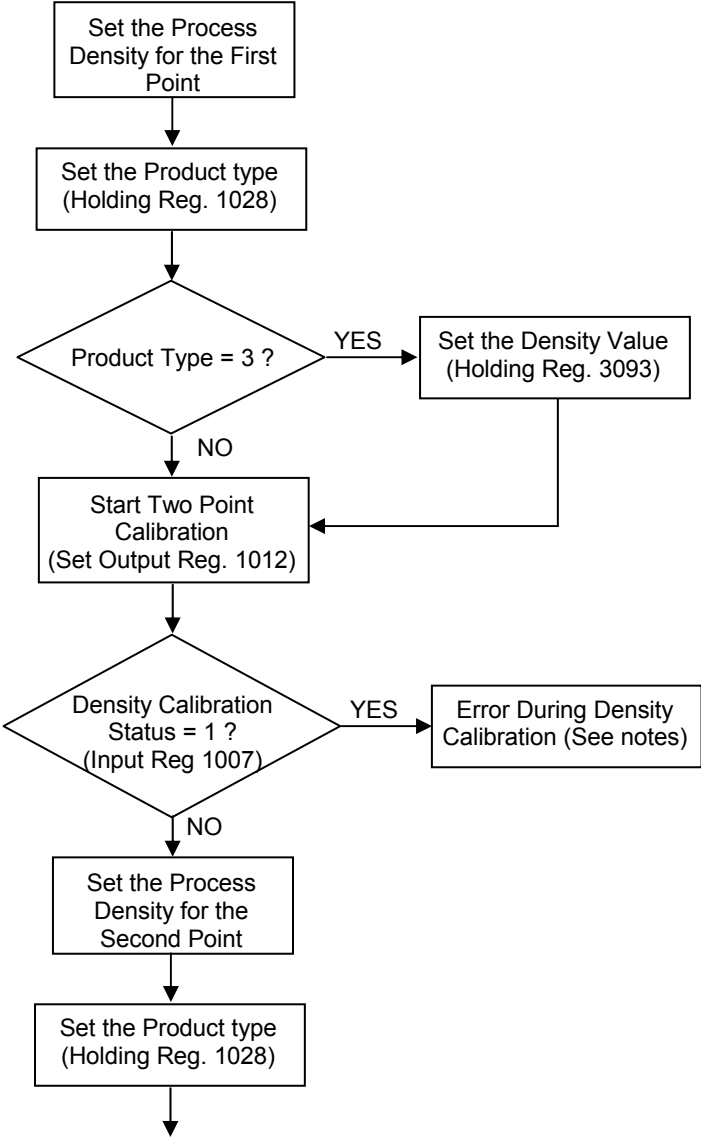 Set the Process
Density for the First
Point
Set the Product type
(Holding Reg. 1028)
Product Type = 3 ?
YES
Set the Density Value
(Holding Reg. 3093)
NO
Start Two Point
Calibration
(Set Output Reg. 1012)
Density Calibration
Status = 1 ?
(Input Reg 1007)
YES
Error During Density
Calibration (See notes)
NO
Set the Process
Density for the
Second Point
Set the Product type
(Holding Reg. 1028)